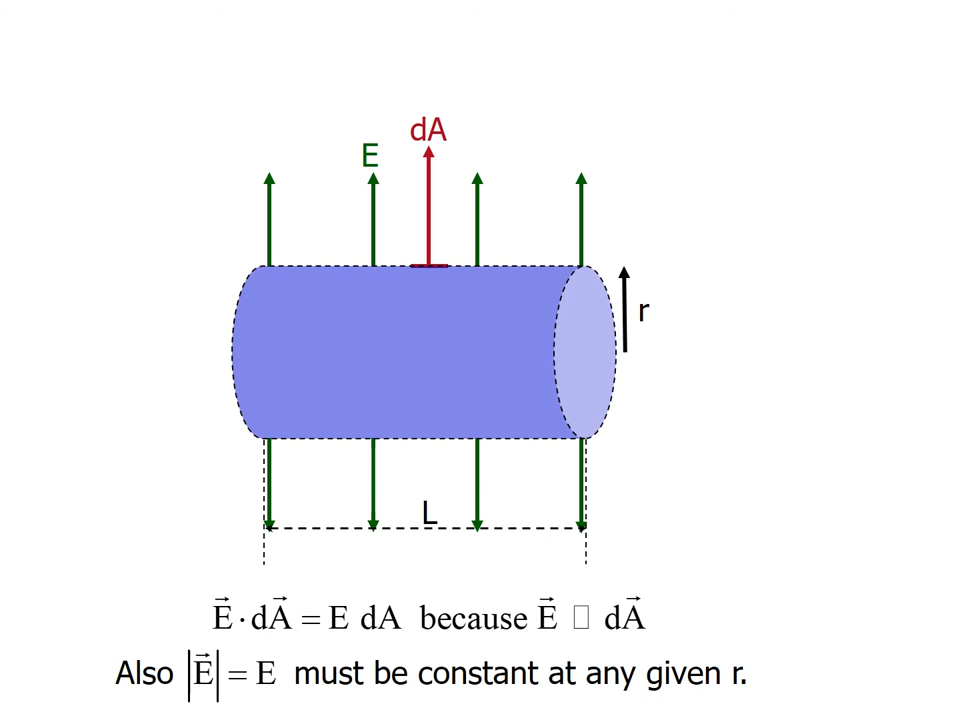 dA
E
r
L
E⃗ · dA⃗ = E dA because E⃗ □ dA⃗
Also |E⃗| = E must be constant at any given r.